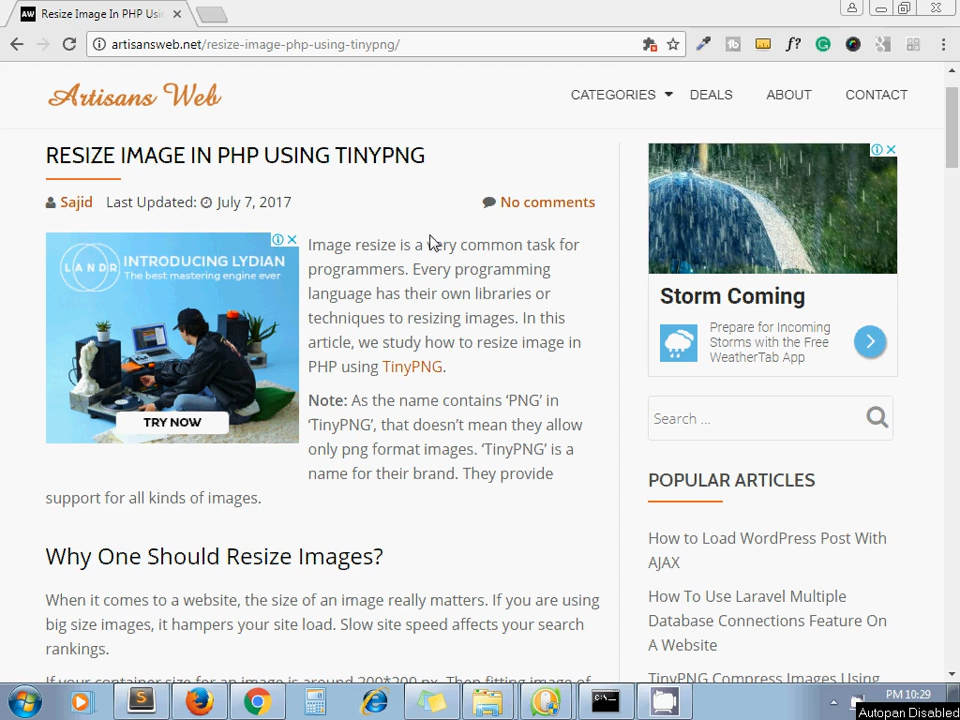 AW Resize Image In PHP Usin
artisansweb.net/resize-image-php-using-tinypng/
f?
Artisans Web
CATEGORIES
DEALS
ABOUT
CONTACT
RESIZE IMAGE IN PHP USING TINYPNG
Sajid Last Updated: July 7, 2017
No comments
LANDR
INTRODUCING LYDIAN
The best mastering engine ever
TRY NOW
Image resize is a very common task for
programmers. Every programming
language has their own libraries or
techniques to resizing images. In this
article, we study how to resize image in
PHP using TinyPNG.
Note: As the name contains ‘PNG’ in
‘TinyPNG’, that doesn’t mean they allow
only png format images. ‘TinyPNG’ is a
name for their brand. They provide
support for all kinds of images.
Why One Should Resize Images?
When it comes to a website, the size of an image really matters. If you are using
big size images, it hampers your site load. Slow site speed affects your search
rankings.
If your container size for an image is around 200*200 px. Then fitting image of
Storm Coming
Prepare for Incoming
Storms with the Free
WeatherTab App
Search ...
POPULAR ARTICLES
How to Load WordPress Post With
AJAX
How To Use Laravel Multiple
Database Connections Feature On
A Website
TinyPNG Compress Images Using
PM 10:29
Autopan Disabled